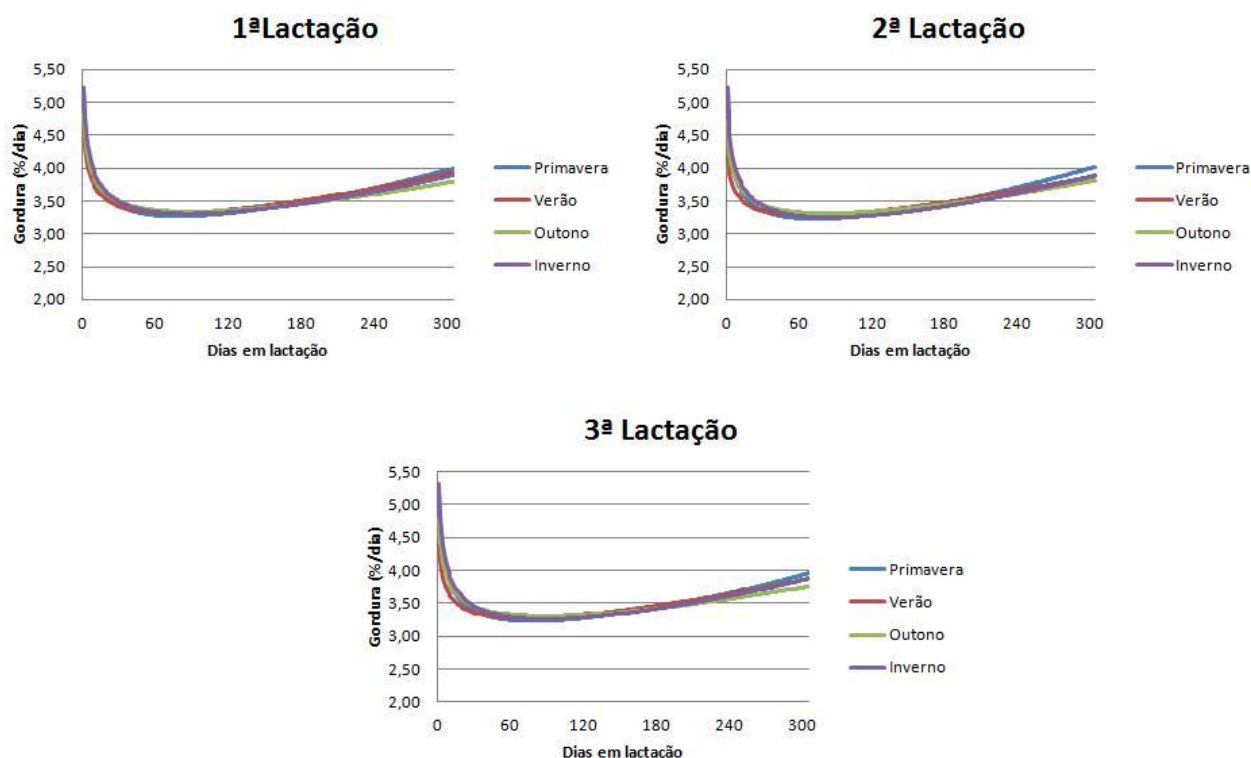 1ªLactação
Gordura (%/dia)
5,50
5,00
4,50
4,00
3,50
3,00
2,50
2,00
0 60 120 180 240 300
Dias em lactação
Primavera
Verão
Outono
Inverno
2ª Lactação
Gordura (%/dia)
5,50
5,00
4,50
4,00
3,50
3,00
2,50
2,00
0 60 120 180 240 300
Dias em lactação
Primavera
Verão
Outono
Inverno
3ª Lactação
Gordura (%/dia)
5,50
5,00
4,50
4,00
3,50
3,00
2,50
2,00
0 60 120 180 240 300
Dias em lactação
Primavera
Verão
Outono
Inverno